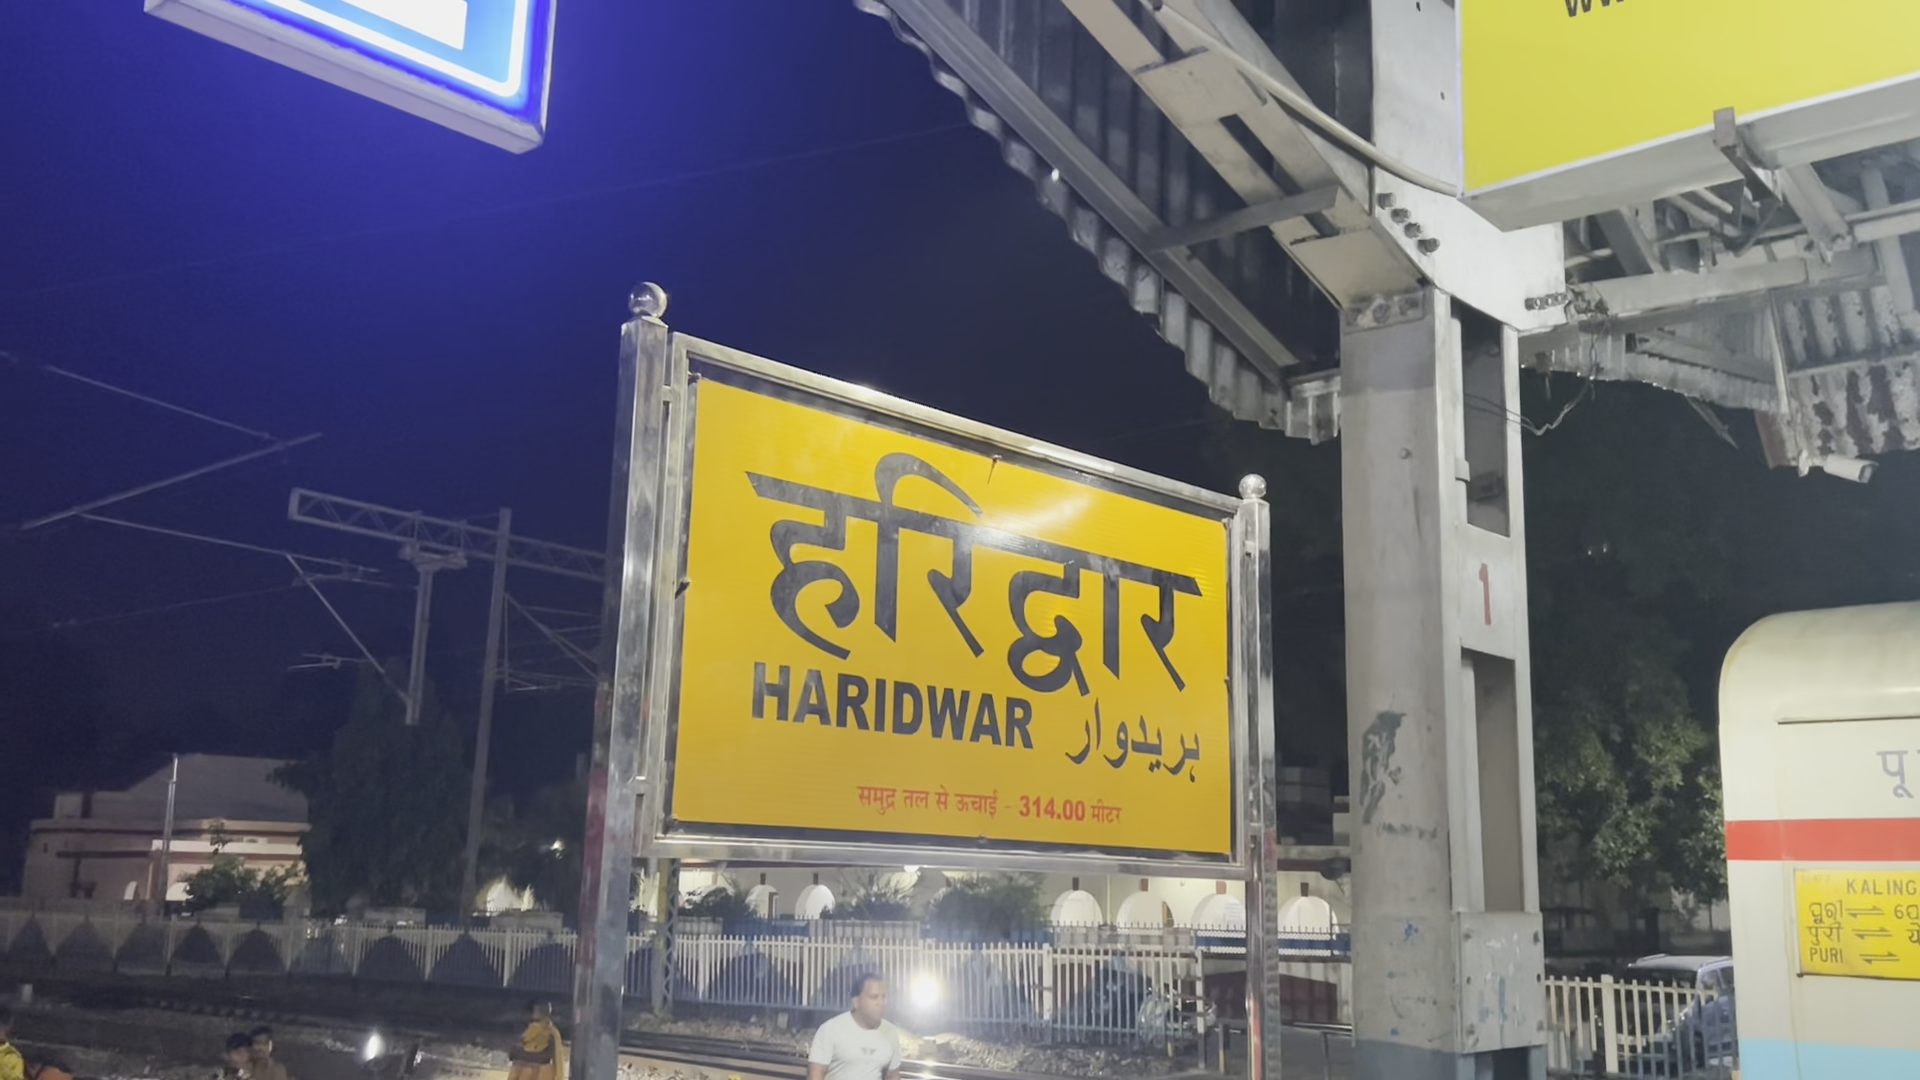 हरिद्वार
HARIDWAR
ہریدوار
समुद्र तल से ऊचाई - 314.00 मीटर
1
पू
KALING
ପୁରୀ
पुरी
PURI